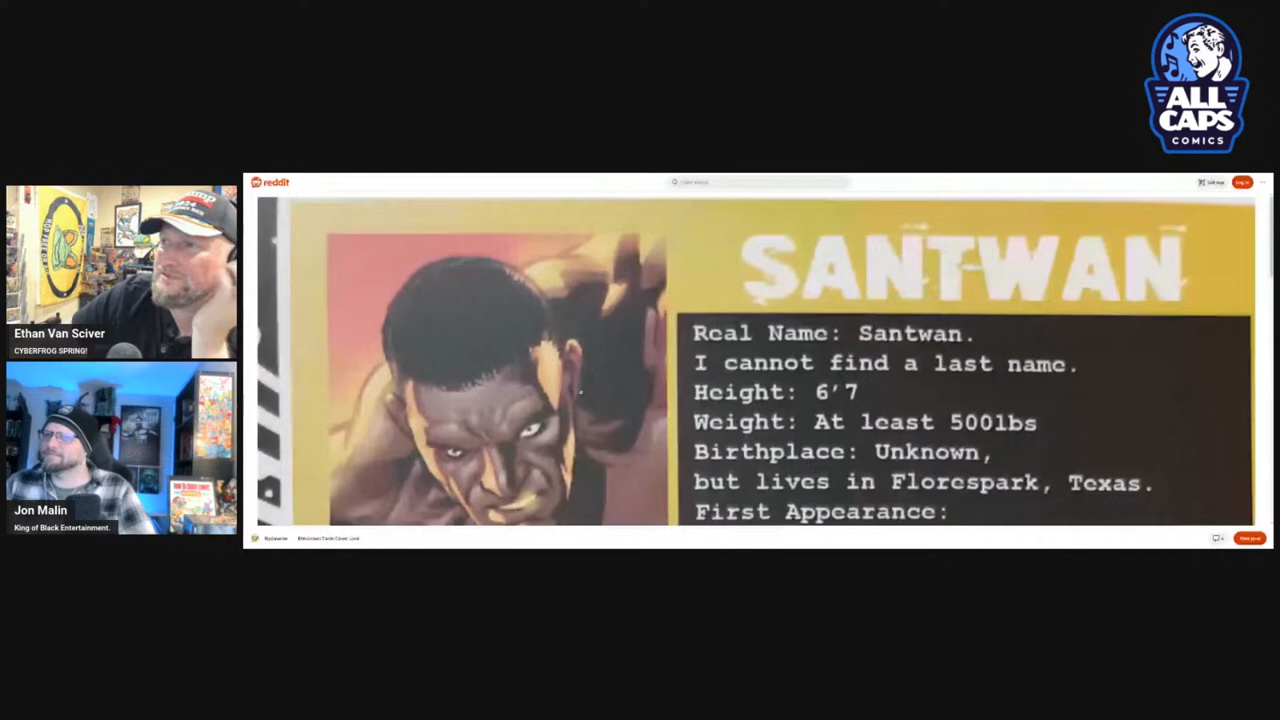 ALL
CAPS
COMICS
reddit
Log In
SANTWAN
Real Name: Santwan.
I cannot find a last name.
Height: 6'7
Weight: At least 500lbs
Birthplace: Unknown,
but lives in Florespark, Texas.
First Appearance:
Ethan Van Sciver
CYBERFROG SPRING!
Jon Malin
King of Black Entertainment.